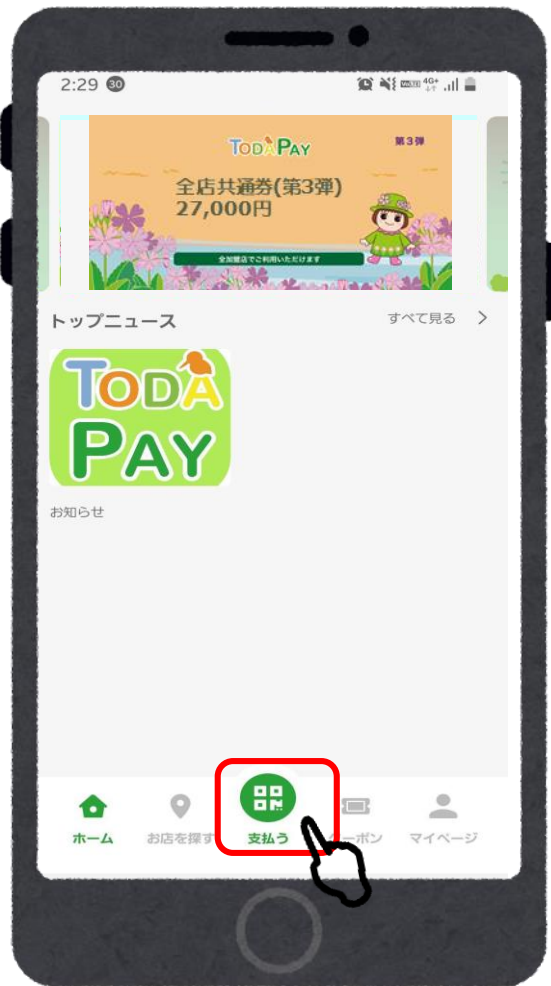 2:29 30 4G+
TODAPAY
第3弾
全店共通券(第3弾)
27,000円
全加盟店でご利用いただけます
トップニュース
すべて見る
TODA
PAY
お知らせ
ホーム
お店を探す
支払う
クーポン
マイページ